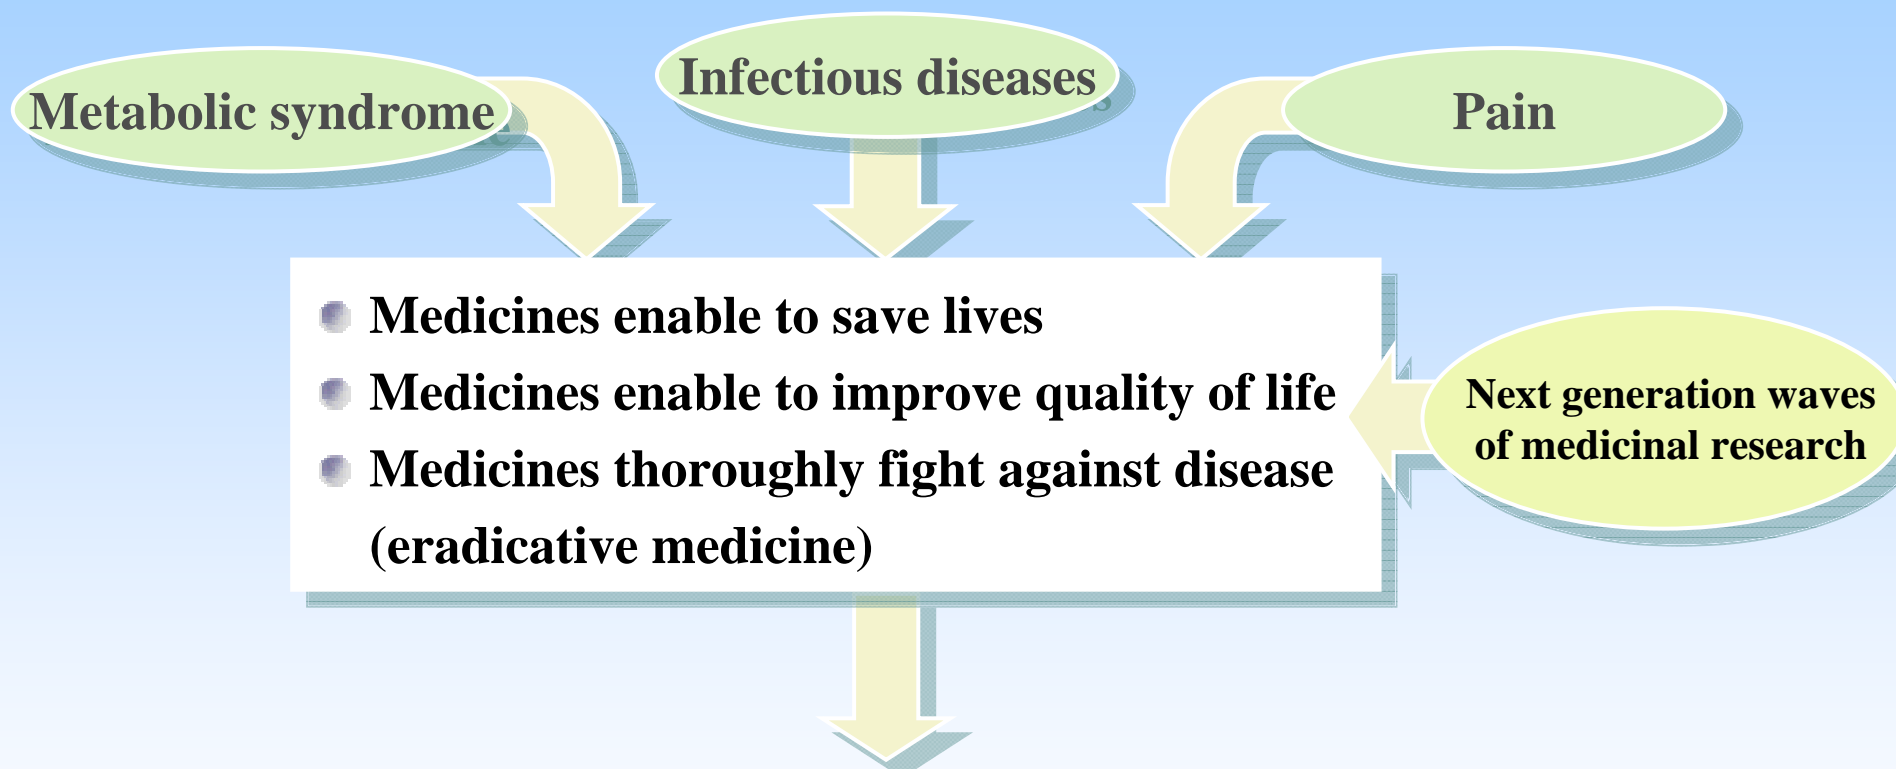 Metabolic syndrome
Infectious diseases
Pain
Medicines enable to save lives
Medicines enable to improve quality of life
Medicines thoroughly fight against disease
(eradicative medicine)
Next generation waves
of medicinal research